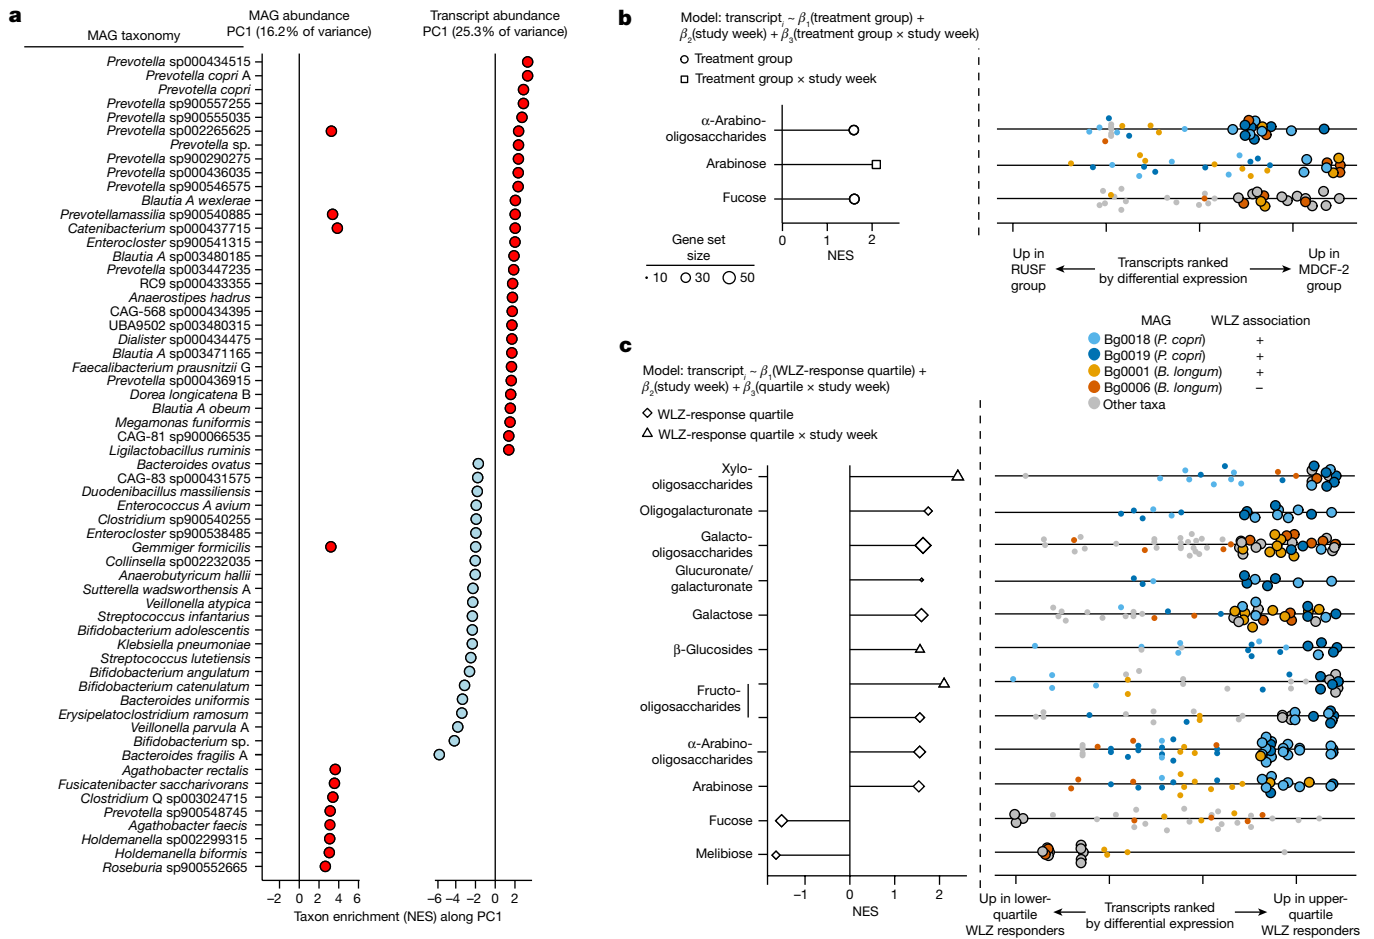 a
MAG abundance
PC1 (16.2% of variance)
Transcript abundance
PC1 (25.3% of variance)
MAG taxonomy
Prevotella sp000434515
Prevotella copri A
Prevotella copri
Prevotella sp900557255
Prevotella sp900555035
Prevotella sp002265625
Prevotella sp.
Prevotella sp900290275
Prevotella sp000436035
Prevotella sp900546575
Blautia A wexlerae
Prevotellamassilia sp900540885
Catenibacterium sp000437715
Enterocloster sp900541315
Blautia A sp003480185
Prevotella sp003447235
RC9 sp000433355
Anaerostipes hadrus
CAG-568 sp000434395
UBA9502 sp003480315
Dialister sp000434475
Blautia A sp003471165
Faecalibacterium prausnitzii G
Prevotella sp000436915
Dorea longicatena B
Blautia A obeum
Megamonas funiformis
CAG-81 sp900066535
Ligilactobacillus ruminis
Bacteroides ovatus
CAG-83 sp000431575
Duodenibacillus massiliensis
Enterococcus A avium
Clostridium sp900540255
Enterocloster sp900538485
Gemmiger formicilis
Collinsella sp002232035
Anaerobutyricum hallii
Sutterella wadsworthensis A
Veillonella atypica
Streptococcus infantarius
Bifidobacterium adolescentis
Klebsiella pneumoniae
Streptococcus lutetiensis
Bifidobacterium angulatum
Bifidobacterium catenulatum
Bacteroides uniformis
Erysipelatoclostridium ramosum
Veillonella parvula A
Bifidobacterium sp.
Bacteroides fragilis A
Agathobacter rectalis
Fusicatenibacter saccharivorans
Clostridium Q sp003024715
Prevotella sp900548745
Agathobacter faecis
Holdemanella sp002299315
Holdemanella biformis
Roseburia sp900552665
−2 0 2 4 6
−6 −4 −2 0 2
Taxon enrichment (NES) along PC1
b
Model: transcriptᵢ ~ β₁(treatment group) +
β₂(study week) + β₃(treatment group × study week)
Treatment group
Treatment group × study week
α-Arabino-
oligosaccharides
Arabinose
Fucose
0 1 2
NES
Gene set
size
10 30 50
Up in
RUSF
group
Transcripts ranked
by differential expression
Up in
MDCF-2
group
MAG WLZ association
Bg0018 (P. copri) +
Bg0019 (P. copri) +
Bg0001 (B. longum) +
Bg0006 (B. longum) −
Other taxa
c
Model: transcriptᵢ ~ β₁(WLZ-response quartile) +
β₂(study week) + β₃(quartile × study week)
WLZ-response quartile
WLZ-response quartile × study week
Xylo-
oligosaccharides
Oligogalacturonate
Galacto-
oligosaccharides
Glucuronate/
galacturonate
Galactose
β-Glucosides
Fructo-
oligosaccharides
α-Arabino-
oligosaccharides
Arabinose
Fucose
Melibiose
−1 0 1 2
NES
Up in lower-
quartile
WLZ responders
Transcripts ranked
by differential expression
Up in upper-
quartile
WLZ responders